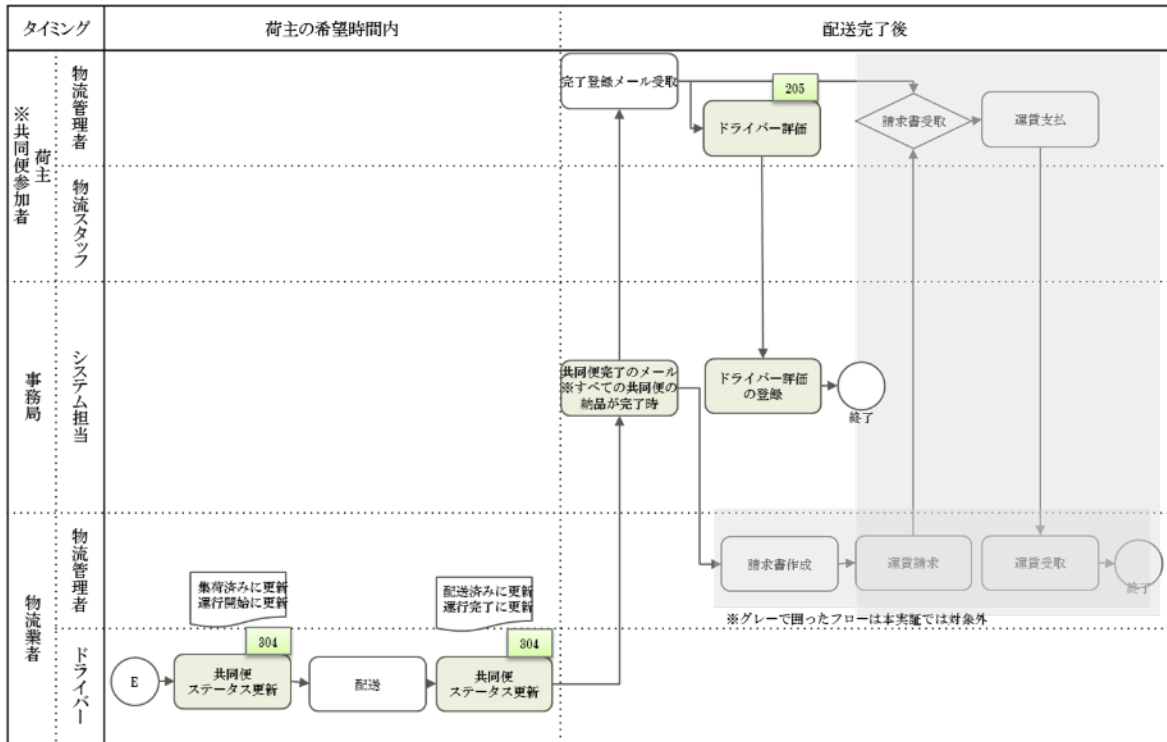 タイミング
荷主の希望時間内
配送完了後
※共同便参加者
荷主
物流管理者
完了登録メール受取
205
ドライバー評価
請求書受取
運賃支払
物流スタッフ
事務局
システム担当
共同便完了のメール
※すべての共同便の
納品が完了時
ドライバー評価
の登録
終了
物流業者
物流管理者
集荷済みに更新
運行開始に更新
配送済みに更新
運行完了に更新
請求書作成
運賃請求
運賃受取
終了
※グレーで囲ったフローは本実証では対象外
ドライバー
E
304
共同便
ステータス更新
配送
304
共同便
ステータス更新